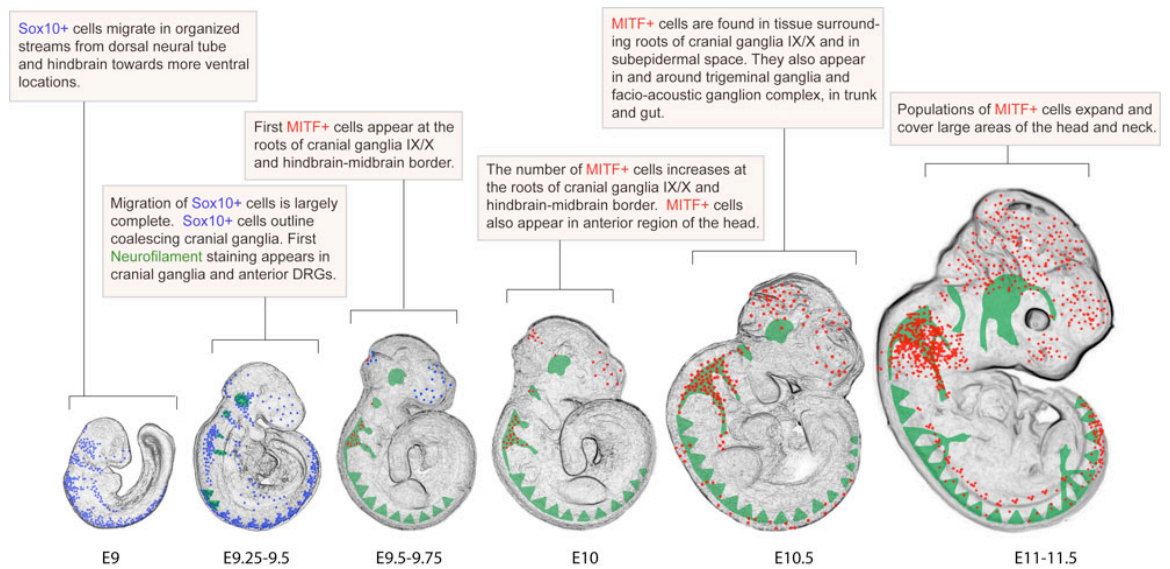 Sox10+ cells migrate in organized
streams from dorsal neural tube
and hindbrain towards more ventral
locations.
Migration of Sox10+ cells is largely
complete. Sox10+ cells outline
coalescing cranial ganglia. First
Neurofilament staining appears in
cranial ganglia and anterior DRGs.
First MITF+ cells appear at the
roots of cranial ganglia IX/X
and hindbrain-midbrain border.
The number of MITF+ cells increases at
the roots of cranial ganglia IX/X and
hindbrain-midbrain border. MITF+ cells
also appear in anterior region of the head.
MITF+ cells are found in tissue surround-
ing roots of cranial ganglia IX/X and in
subepidermal space. They also appear
in and around trigeminal ganglia and
facio-acoustic ganglion complex, in trunk
and gut.
Populations of MITF+ cells expand and
cover large areas of the head and neck.
E9
E9.25-9.5
E9.5-9.75
E10
E10.5
E11-11.5